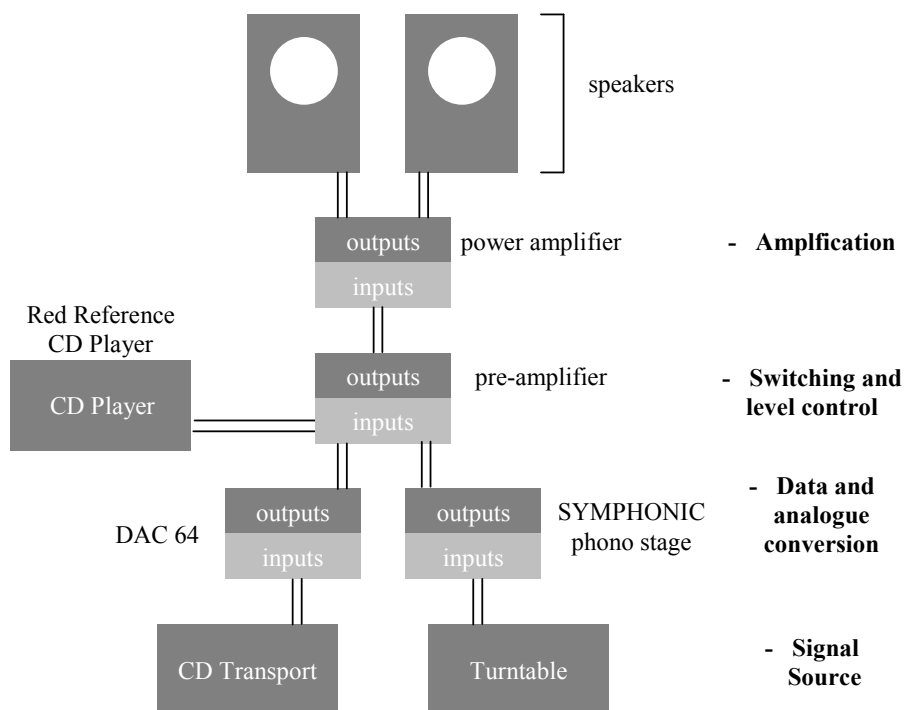 speakers
outputs
power amplifier
- Amplfication
inputs
Red Reference
CD Player
CD Player
outputs
pre-amplifier
- Switching and
level control
inputs
DAC 64
outputs
inputs
outputs
inputs
SYMPHONIC
phono stage
- Data and
analogue
conversion
CD Transport
Turntable
- Signal
Source